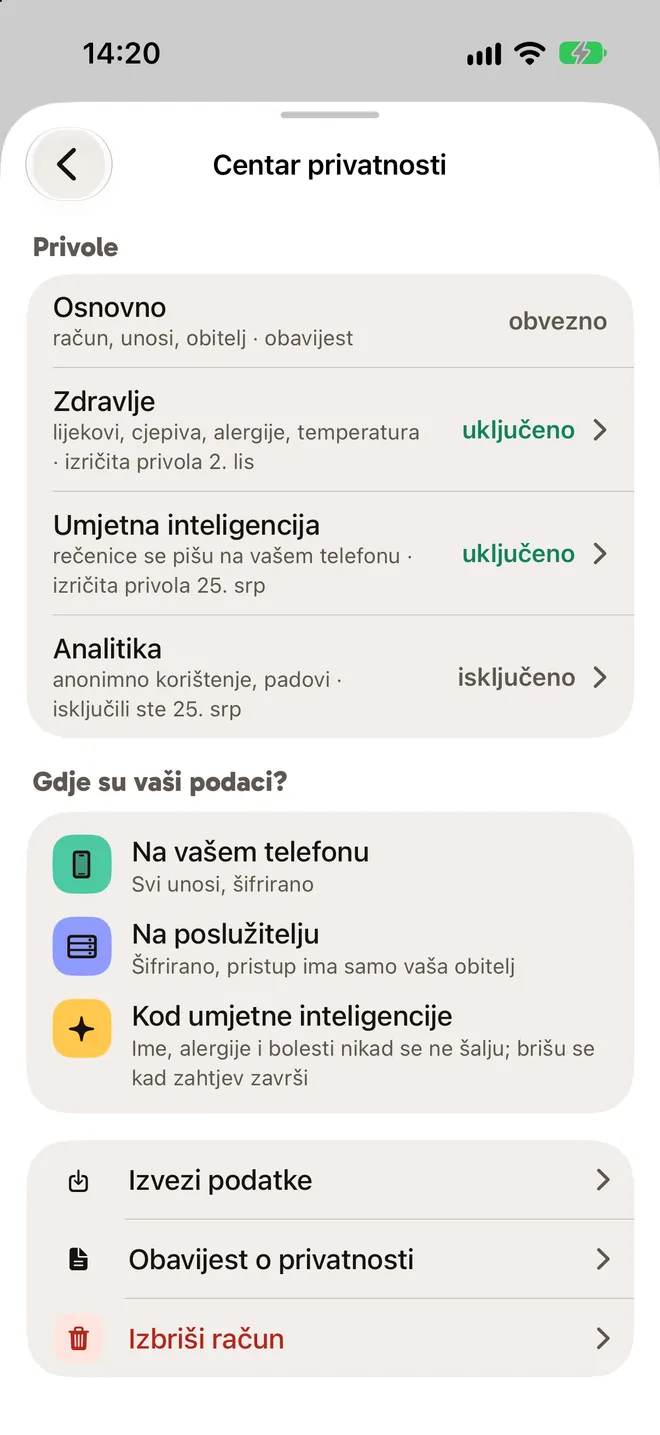 14:20
Centar privatnosti
Privole
Osnovno
račun, unosi, obitelj · obavijest
obvezno
Zdravlje
lijekovi, cjepiva, alergije, temperatura
· izričita privola 2. lis
uključeno
Umjetna inteligencija
rečenice se pišu na vašem telefonu ·
izričita privola 25. srp
uključeno
Analitika
anonimno korištenje, padovi ·
isključili ste 25. srp
isključeno
Gdje su vaši podaci?
Na vašem telefonu
Svi unosi, šifrirano
Na poslužitelju
Šifrirano, pristup ima samo vaša obitelj
Kod umjetne inteligencije
Ime, alergije i bolesti nikad se ne šalju; brišu se
kad zahtjev završi
Izvezi podatke
Obavijest o privatnosti
Izbriši račun